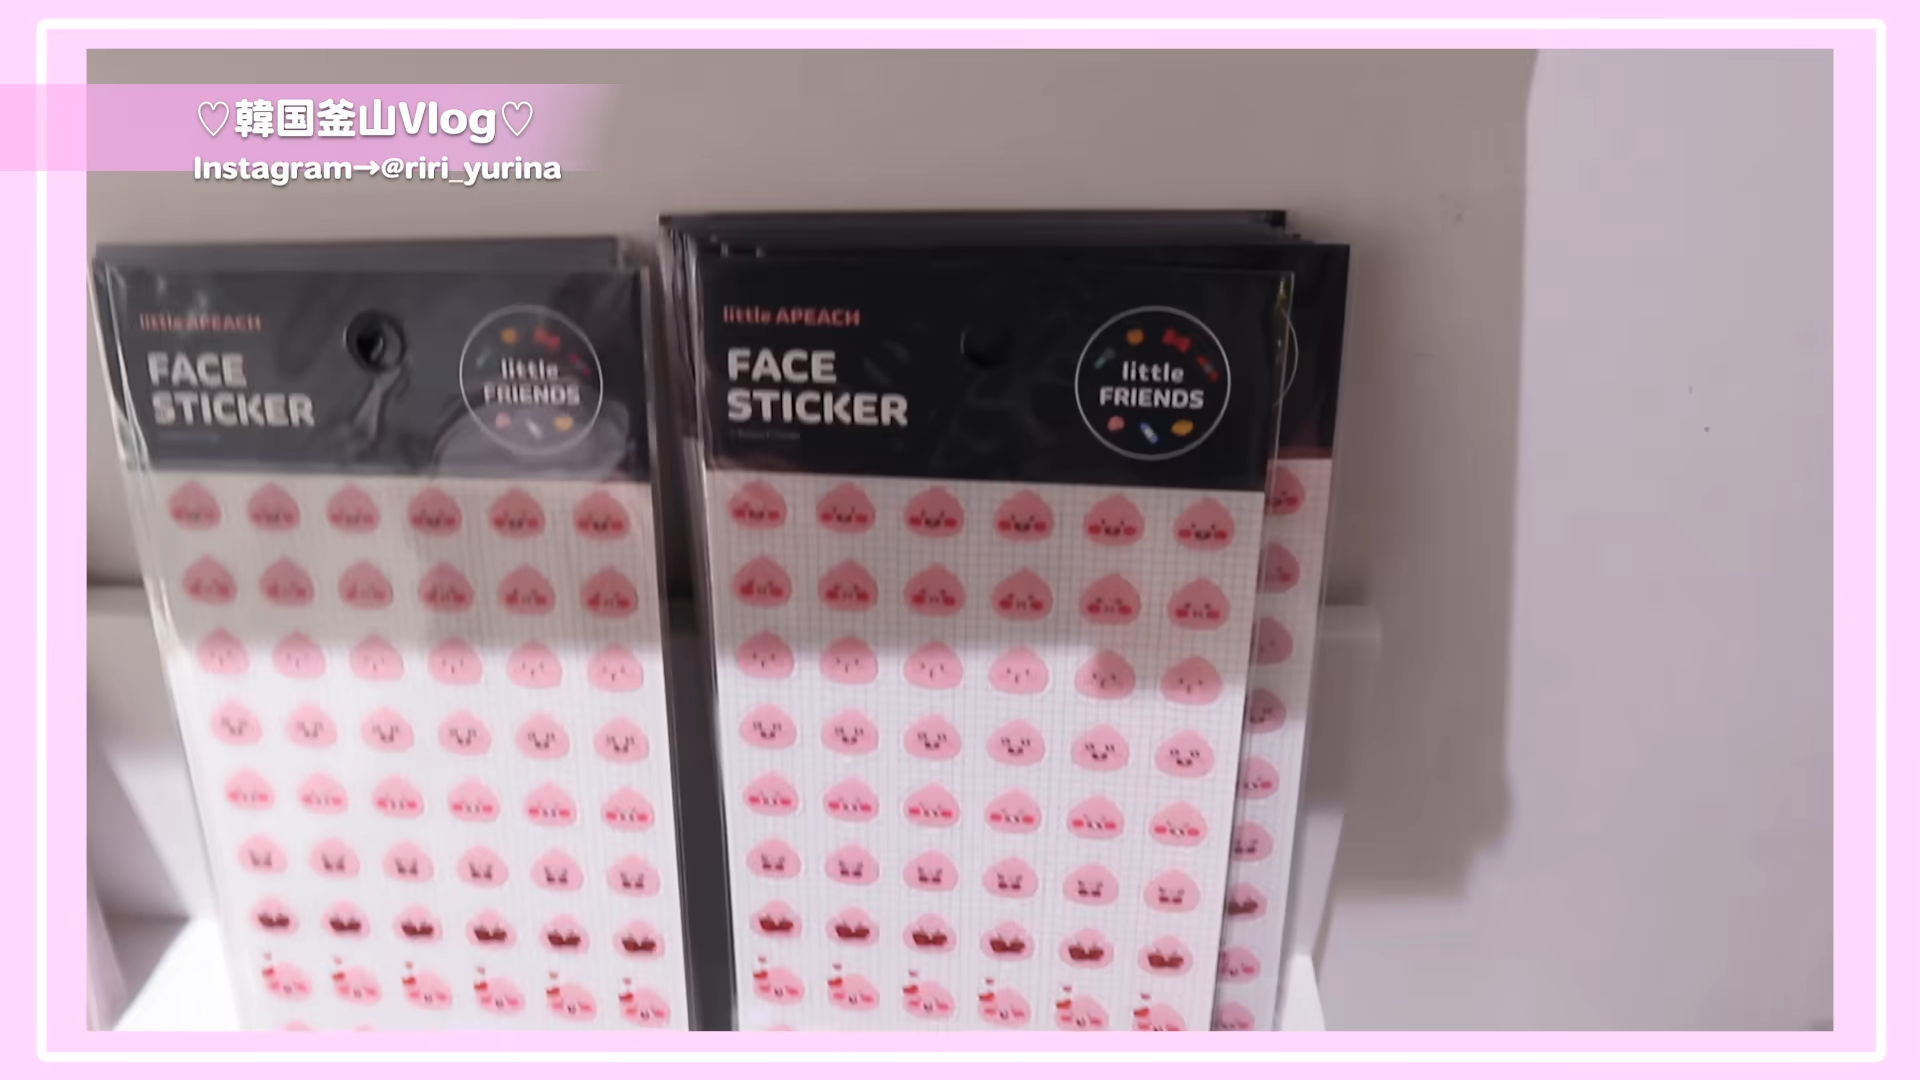 ♡韓国釜山Vlog♡
Instagram→@riri_yurina
little APEACH
FACE
STICKER
little
FRIENDS
little APEACH
FACE
STICKER
little
FRIENDS